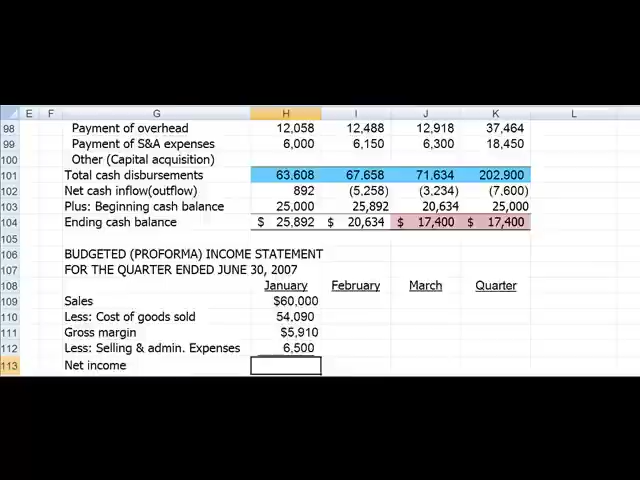 E F G H I J K L
98 Payment of overhead 12,058 12,488 12,918 37,464
99 Payment of S&A expenses 6,000 6,150 6,300 18,450
100 Other (Capital acquisition)
101 Total cash disbursements 63,608 67,658 71,634 202,900
102 Net cash inflow(outflow) 892 (5,258) (3,234) (7,600)
103 Plus: Beginning cash balance 25,000 25,892 20,634 25,000
104 Ending cash balance $ 25,892 $ 20,634 $ 17,400 $ 17,400
105
106 BUDGETED (PROFORMA) INCOME STATEMENT
107 FOR THE QUARTER ENDED JUNE 30, 2007
108 January February March Quarter
109 Sales $60,000
110 Less: Cost of goods sold 54,090
111 Gross margin $5,910
112 Less: Selling & admin. Expenses 6,500
113 Net income